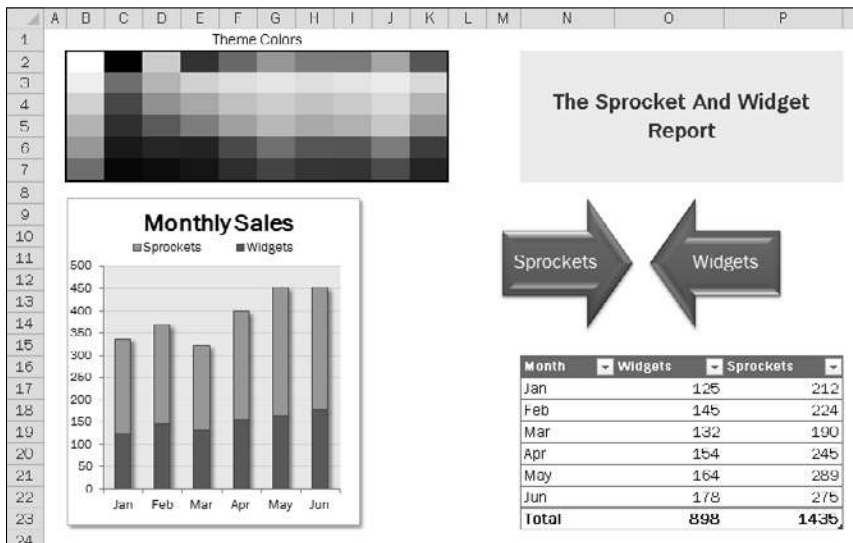 A B C D E F G H I J K L M N O P
1 Theme Colors
2
3
4
5
6
7
8
9
10
11
12
13
14
15
16
17
18
19
20
21
22
23
24
The Sprocket And Widget
Report
Monthly Sales
Sprockets Widgets
500
450
400
350
300
250
200
150
100
50
0
Jan Feb Mar Apr May Jun
Sprockets Widgets
Month Widgets Sprockets
Jan 125 212
Feb 145 224
Mar 132 190
Apr 154 245
May 164 289
Jun 178 275
Total 898 1435